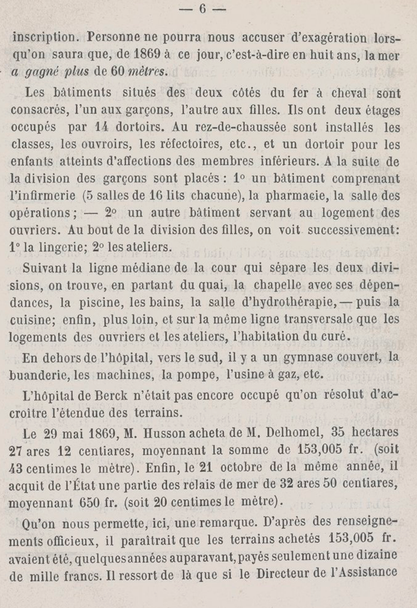 — 6 —
inscription. Personne ne pourra nous accuser d'exagération lors-
qu'on saura que, de 1869 à ce jour, c'est-à-dire en huit ans, la mer
a gagné plus de 60 mètres.
Les bâtiments situés des deux côtés du fer à cheval sont
consacrés, l'un aux garçons, l'autre aux filles. Ils ont deux étages
occupés par 14 dortoirs. Au rez-de-chaussée sont installés les
classes, les ouvroirs, les réfectoires, etc., et un dortoir pour les
enfants atteints d'affections des membres inférieurs. A la suite de
la division des garçons sont placés : 1º un bâtiment comprenant
l'infirmerie (5 salles de 16 lits chacune), la pharmacie, la salle des
opérations ; — 2º un autre bâtiment servant au logement des
ouvriers. Au bout de la division des filles, on voit successivement:
1º la lingerie; 2º les ateliers.
Suivant la ligne médiane de la cour qui sépare les deux divi-
sions, on trouve, en partant du quai, la chapelle avec ses dépen-
dances, la piscine, les bains, la salle d'hydrothérapie, — puis la
cuisine; enfin, plus loin, et sur la même ligne transversale que les
logements des ouvriers et les ateliers, l'habitation du curé.
En dehors de l'hôpital, vers le sud, il y a un gymnase couvert, la
buanderie, les machines, la pompe, l'usine à gaz, etc.
L'hôpital de Berck n'était pas encore occupé qu'on résolut d'ac-
croître l'étendue des terrains.
Le 29 mai 1869, M. Husson acheta de M. Delhomel, 35 hectares
27 ares 12 centiares, moyennant la somme de 153,005 fr. (soit
43 centimes le mètre). Enfin, le 21 octobre de la même année, il
acquit de l'État une partie des relais de mer de 32 ares 50 centiares,
moyennant 650 fr. (soit 20 centimes le mètre).
Qu'on nous permette, ici, une remarque. D'après des renseigne-
ments officieux, il paraîtrait que les terrains achetés 153,005 fr.
avaient été, quelques années auparavant, payés seulement une dizaine
de mille francs. Il ressort de là que si le Directeur de l'Assistance